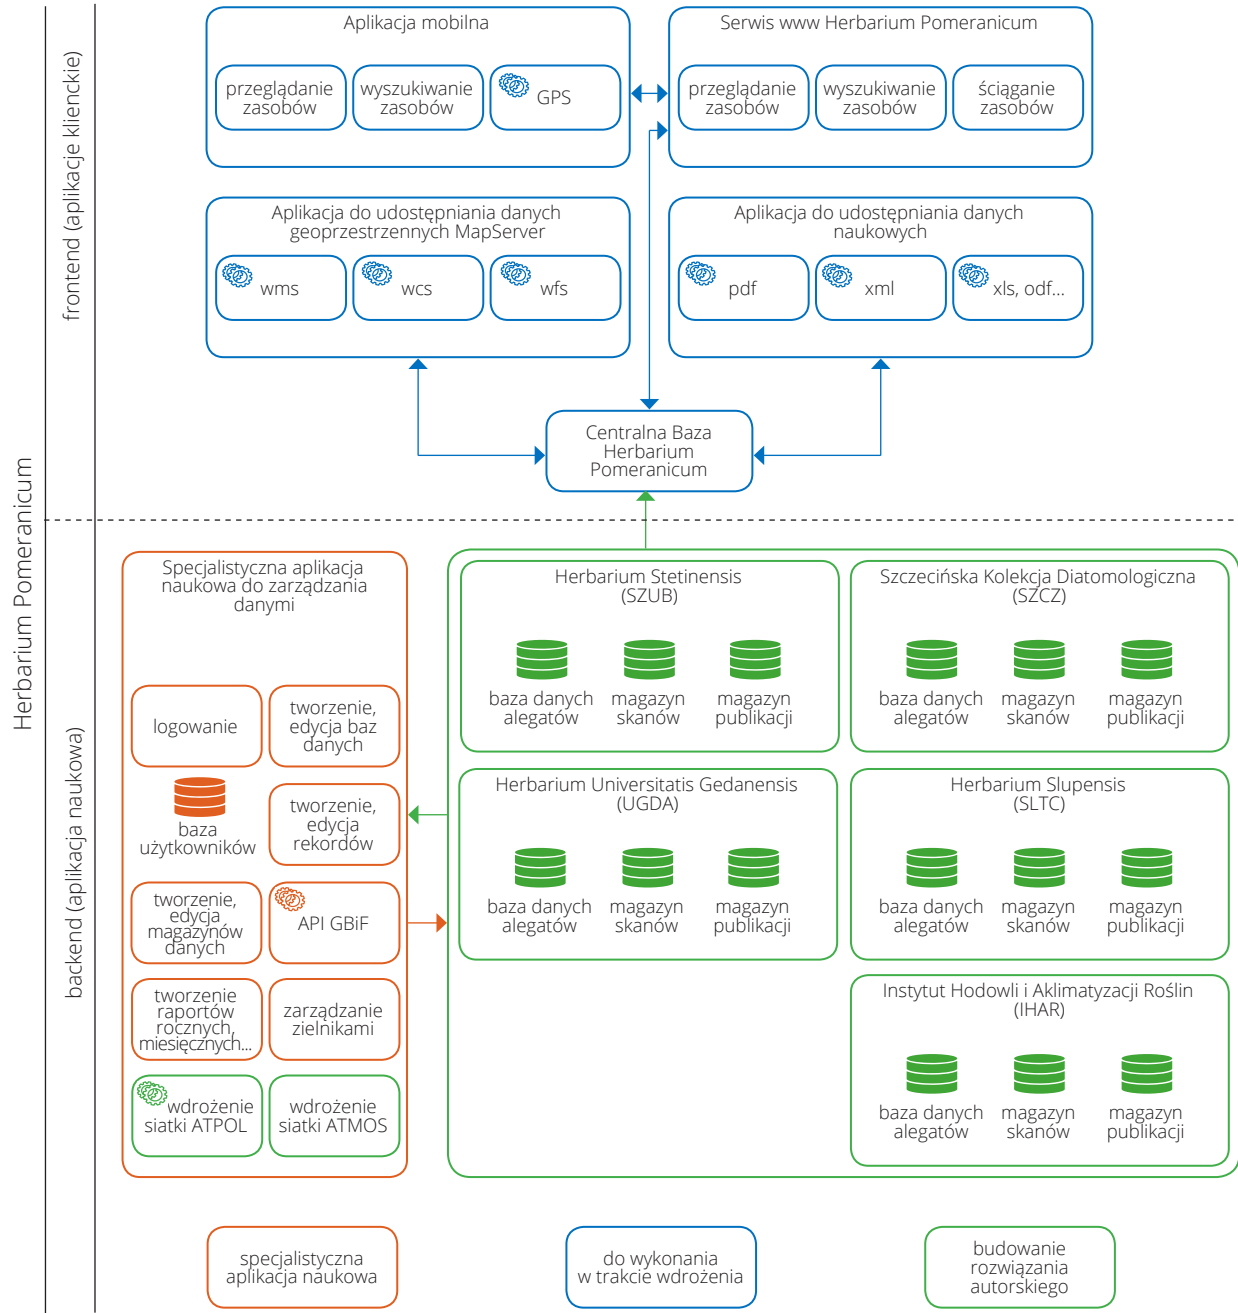 Herbarium Pomeranicum
frontend (aplikacje klienckie)
Aplikacja mobilna
przeglądanie
zasobów
wyszukiwanie
zasobów
GPS
Serwis www Herbarium Pomeranicum
przeglądanie
zasobów
wyszukiwanie
zasobów
ściąganie
zasobów
Aplikacja do udostępniania danych
geoprzestrzennych MapServer
wms
wcs
wfs
Aplikacja do udostępniania danych
naukowych
pdf
xml
xls, odf...
Centralna Baza
Herbarium
Pomeranicum
backend (aplikacja naukowa)
Specjalistyczna aplikacja
naukowa do zarządzania
danymi
logowanie
tworzenie,
edycja baz
danych
baza
użytkowników
tworzenie,
edycja
rekordów
tworzenie,
edycja
magazynów
danych
API GBiF
tworzenie
raportów
rocznych,
miesięcznych...
zarządzanie
zielnikami
wdrożenie
siatki ATPOL
wdrożenie
siatki ATMOS
Herbarium Stetinensis
(SZUB)
baza danych
alegatów
magazyn
skanów
magazyn
publikacji
Szczecińska Kolekcja Diatomologiczna
(SZCZ)
baza danych
alegatów
magazyn
skanów
magazyn
publikacji
Herbarium Universitatis Gedanensis
(UGDA)
baza danych
alegatów
magazyn
skanów
magazyn
publikacji
Herbarium Slupensis
(SLTC)
baza danych
alegatów
magazyn
skanów
magazyn
publikacji
Instytut Hodowli i Aklimatyzacji Roślin
(IHAR)
baza danych
alegatów
magazyn
skanów
magazyn
publikacji
specjalistyczna
aplikacja naukowa
do wykonania
w trakcie wdrożenia
budowanie
rozwiązania
autorskiego